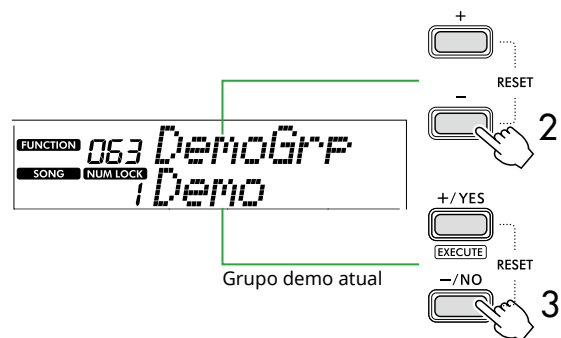 +
RESET
−
2
FUNCTION 063 DemoGrp
SONG NUM LOCK 1 Demo
+/YES
EXECUTE
RESET
Grupo demo atual
−/NO
3